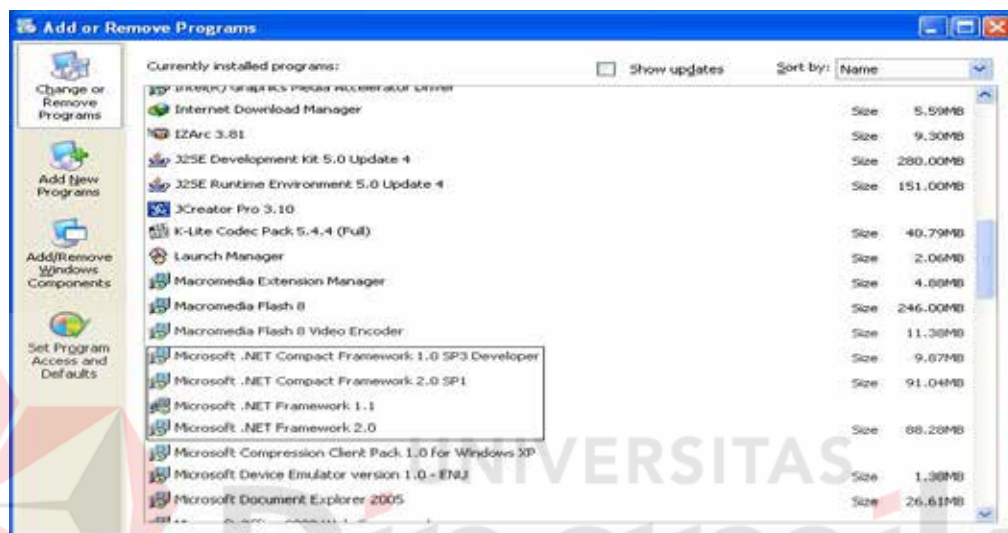 Add or Remove Programs
Change or
Remove
Programs
Add New
Programs
Add/Remove
Windows
Components
Set Program
Access and
Defaults
Currently installed programs:
Show updates
Sort by: Name
Intel(R) Graphics Media Accelerator Driver
Internet Download Manager Size 5.59MB
IZArc 3.81 Size 9.30MB
J2SE Development Kit 5.0 Update 4 Size 280.00MB
J2SE Runtime Environment 5.0 Update 4 Size 151.00MB
JCreator Pro 3.10
K-Lite Codec Pack 5.4.4 (Full) Size 40.79MB
Launch Manager Size 2.06MB
Macromedia Extension Manager Size 4.88MB
Macromedia Flash 8 Size 246.00MB
Macromedia Flash 8 Video Encoder Size 11.38MB
Microsoft .NET Compact Framework 1.0 SP3 Developer Size 9.87MB
Microsoft .NET Compact Framework 2.0 SP1 Size 91.04MB
Microsoft .NET Framework 1.1
Microsoft .NET Framework 2.0 Size 88.28MB
Microsoft Compression Client Pack 1.0 for Windows XP
Microsoft Device Emulator version 1.0 - ENU Size 1.38MB
Microsoft Document Explorer 2005 Size 26.61MB
UNIVERSITAS